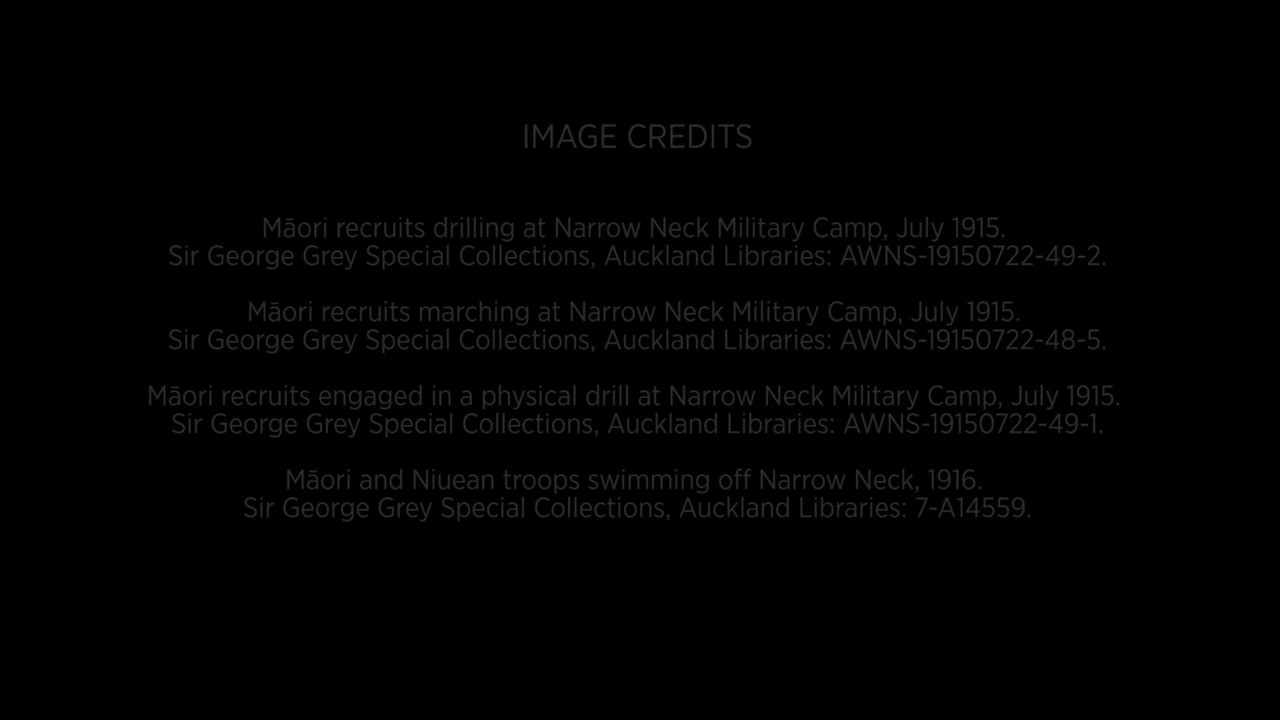 IMAGE CREDITS
Māori recruits drilling at Narrow Neck Military Camp, July 1915.
Sir George Grey Special Collections, Auckland Libraries: AWNS-19150722-49-2.
Māori recruits marching at Narrow Neck Military Camp, July 1915.
Sir George Grey Special Collections, Auckland Libraries: AWNS-19150722-48-5.
Māori recruits engaged in a physical drill at Narrow Neck Military Camp, July 1915.
Sir George Grey Special Collections, Auckland Libraries: AWNS-19150722-49-1.
Māori and Niuean troops swimming off Narrow Neck, 1916.
Sir George Grey Special Collections, Auckland Libraries: 7-A14559.